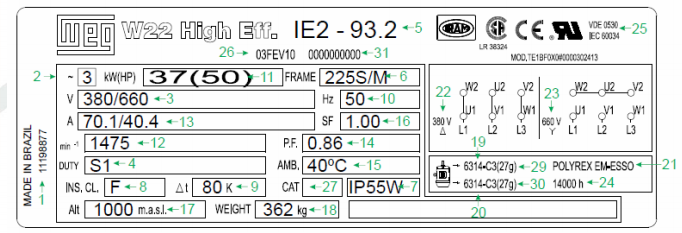 WEG W22 High Eff. IE2 - 93.2 ←5 IRAM CE VDE 0530 ←25
IEC 60034
LR 38324
26→ 03FEV10 0000000000 ←31 MOD.TE1BF0X0#0000302413
2→ ~ 3 kW(HP) 37(50) ←11 FRAME 225S/M ←6
V 380/660 ←3 Hz 50 ←10
A 70.1/40.4 ←13 SF 1.00 ←16
min -1 1475 ←12 P.F. 0.86 ←14
DUTY S1 ←4 AMB. 40°C ←15
INS. CL. F ←8 Δt 80 K ←9 CAT ←27 IP55W ←7
Alt 1000 m.a.s.l. ←17 WEIGHT 362 kg ←18
MADE IN BRAZIL
1→ 11198877
22 W2 U2 V2 23 W2 U2 V2
380 V U1 V1 W1 660 V U1 V1 W1
Δ L1 L2 L3 Y L1 L2 L3
19
→ 6314-C3(27g) ←29 POLYREX EM-ESSO ←21
→ 6314-C3(27g) ←30 14000 h ←24
20